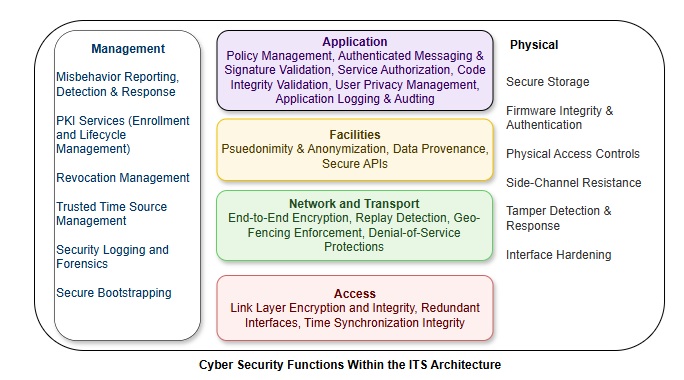 Management
Misbehavior Reporting,
Detection & Response
PKI Services (Enrollment
and Lifecycle
Management)
Revocation Management
Trusted Time Source
Management
Security Logging and
Forensics
Secure Bootstrapping
Application
Policy Management, Authenticated Messaging &
Signature Validation, Service Authorization, Code
Integrity Validation, User Privacy Management,
Application Logging & Audting
Facilities
Psuedonimity & Anonymization, Data Provenance,
Secure APIs
Network and Transport
End-to-End Encryption, Replay Detection, Geo-
Fencing Enforcement, Denial-of-Service
Protections
Access
Link Layer Encryption and Integrity, Redundant
Interfaces, Time Synchronization Integrity
Physical
Secure Storage
Firmware Integrity &
Authentication
Physical Access Controls
Side-Channel Resistance
Tamper Detection &
Response
Interface Hardening
Cyber Security Functions Within the ITS Architecture